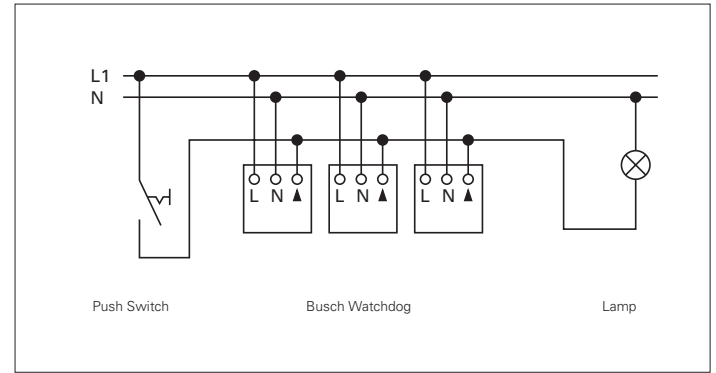 L1
N
L N ▲ L N ▲ L N ▲
Push Switch Busch Watchdog Lamp